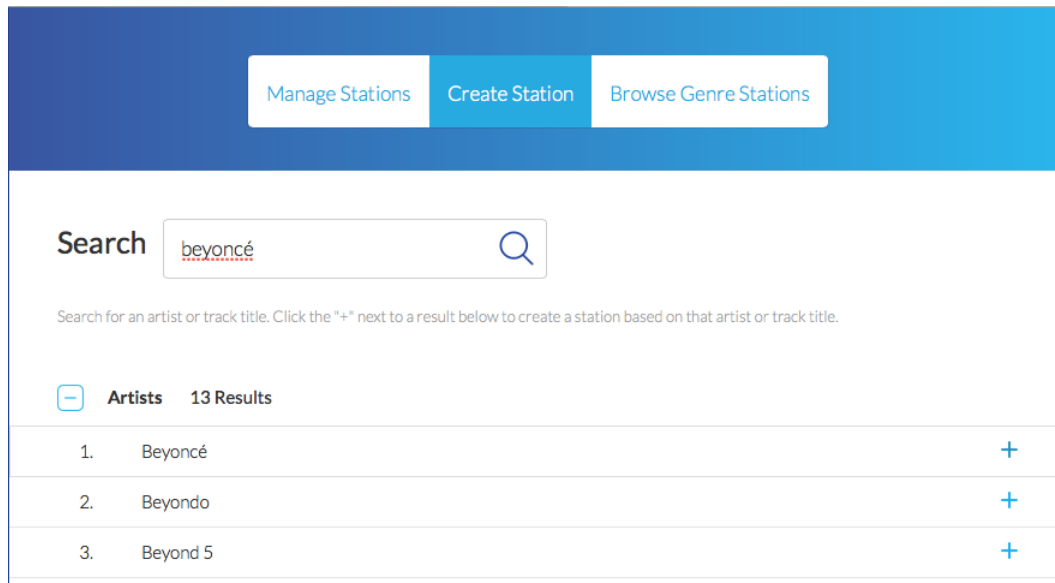 Manage Stations Create Station Browse Genre Stations
Search beyoncé
Search for an artist or track title. Click the "+" next to a result below to create a station based on that artist or track title.
Artists 13 Results
1. Beyoncé +
2. Beyondo +
3. Beyond 5 +